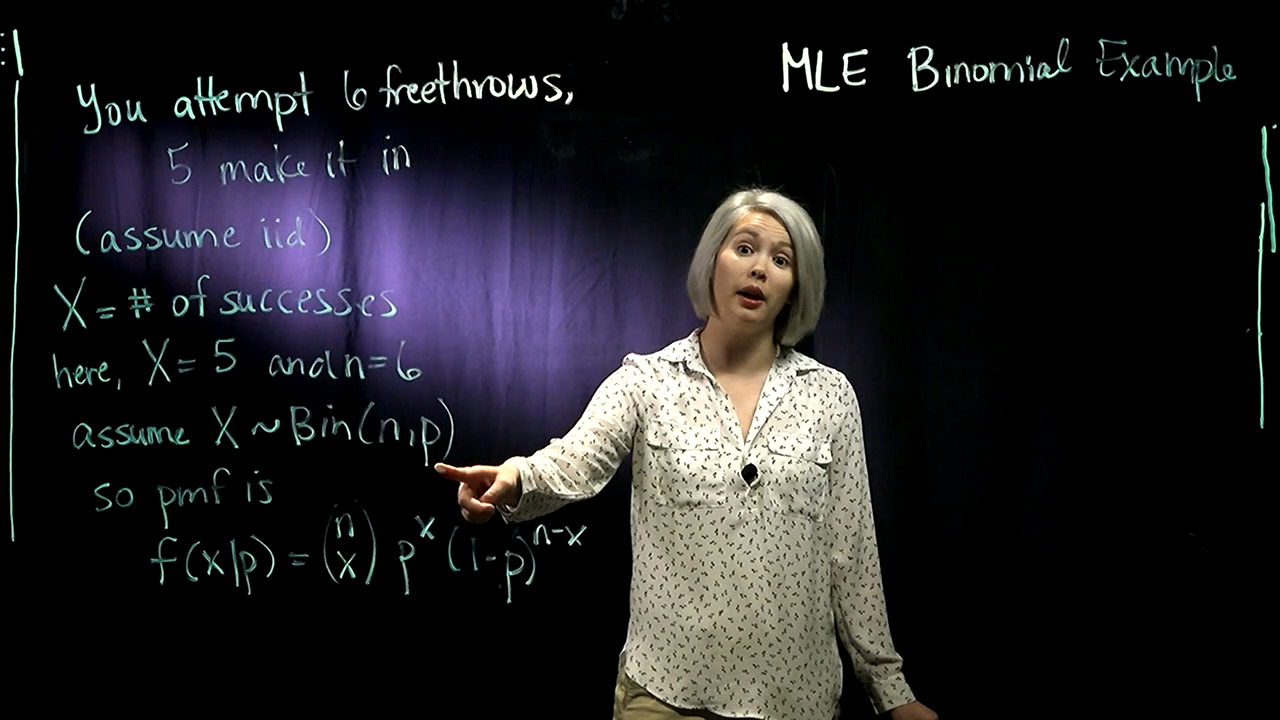 You attempt 6 freethrows,
5 make it in
(assume iid)
X = # of successes
here, X = 5 and n = 6
assume X ~ Bin(n,p)
so pmf is
f(x|p) = (n x) p^x (1-p)^{n-x}
MLE Binomial Example